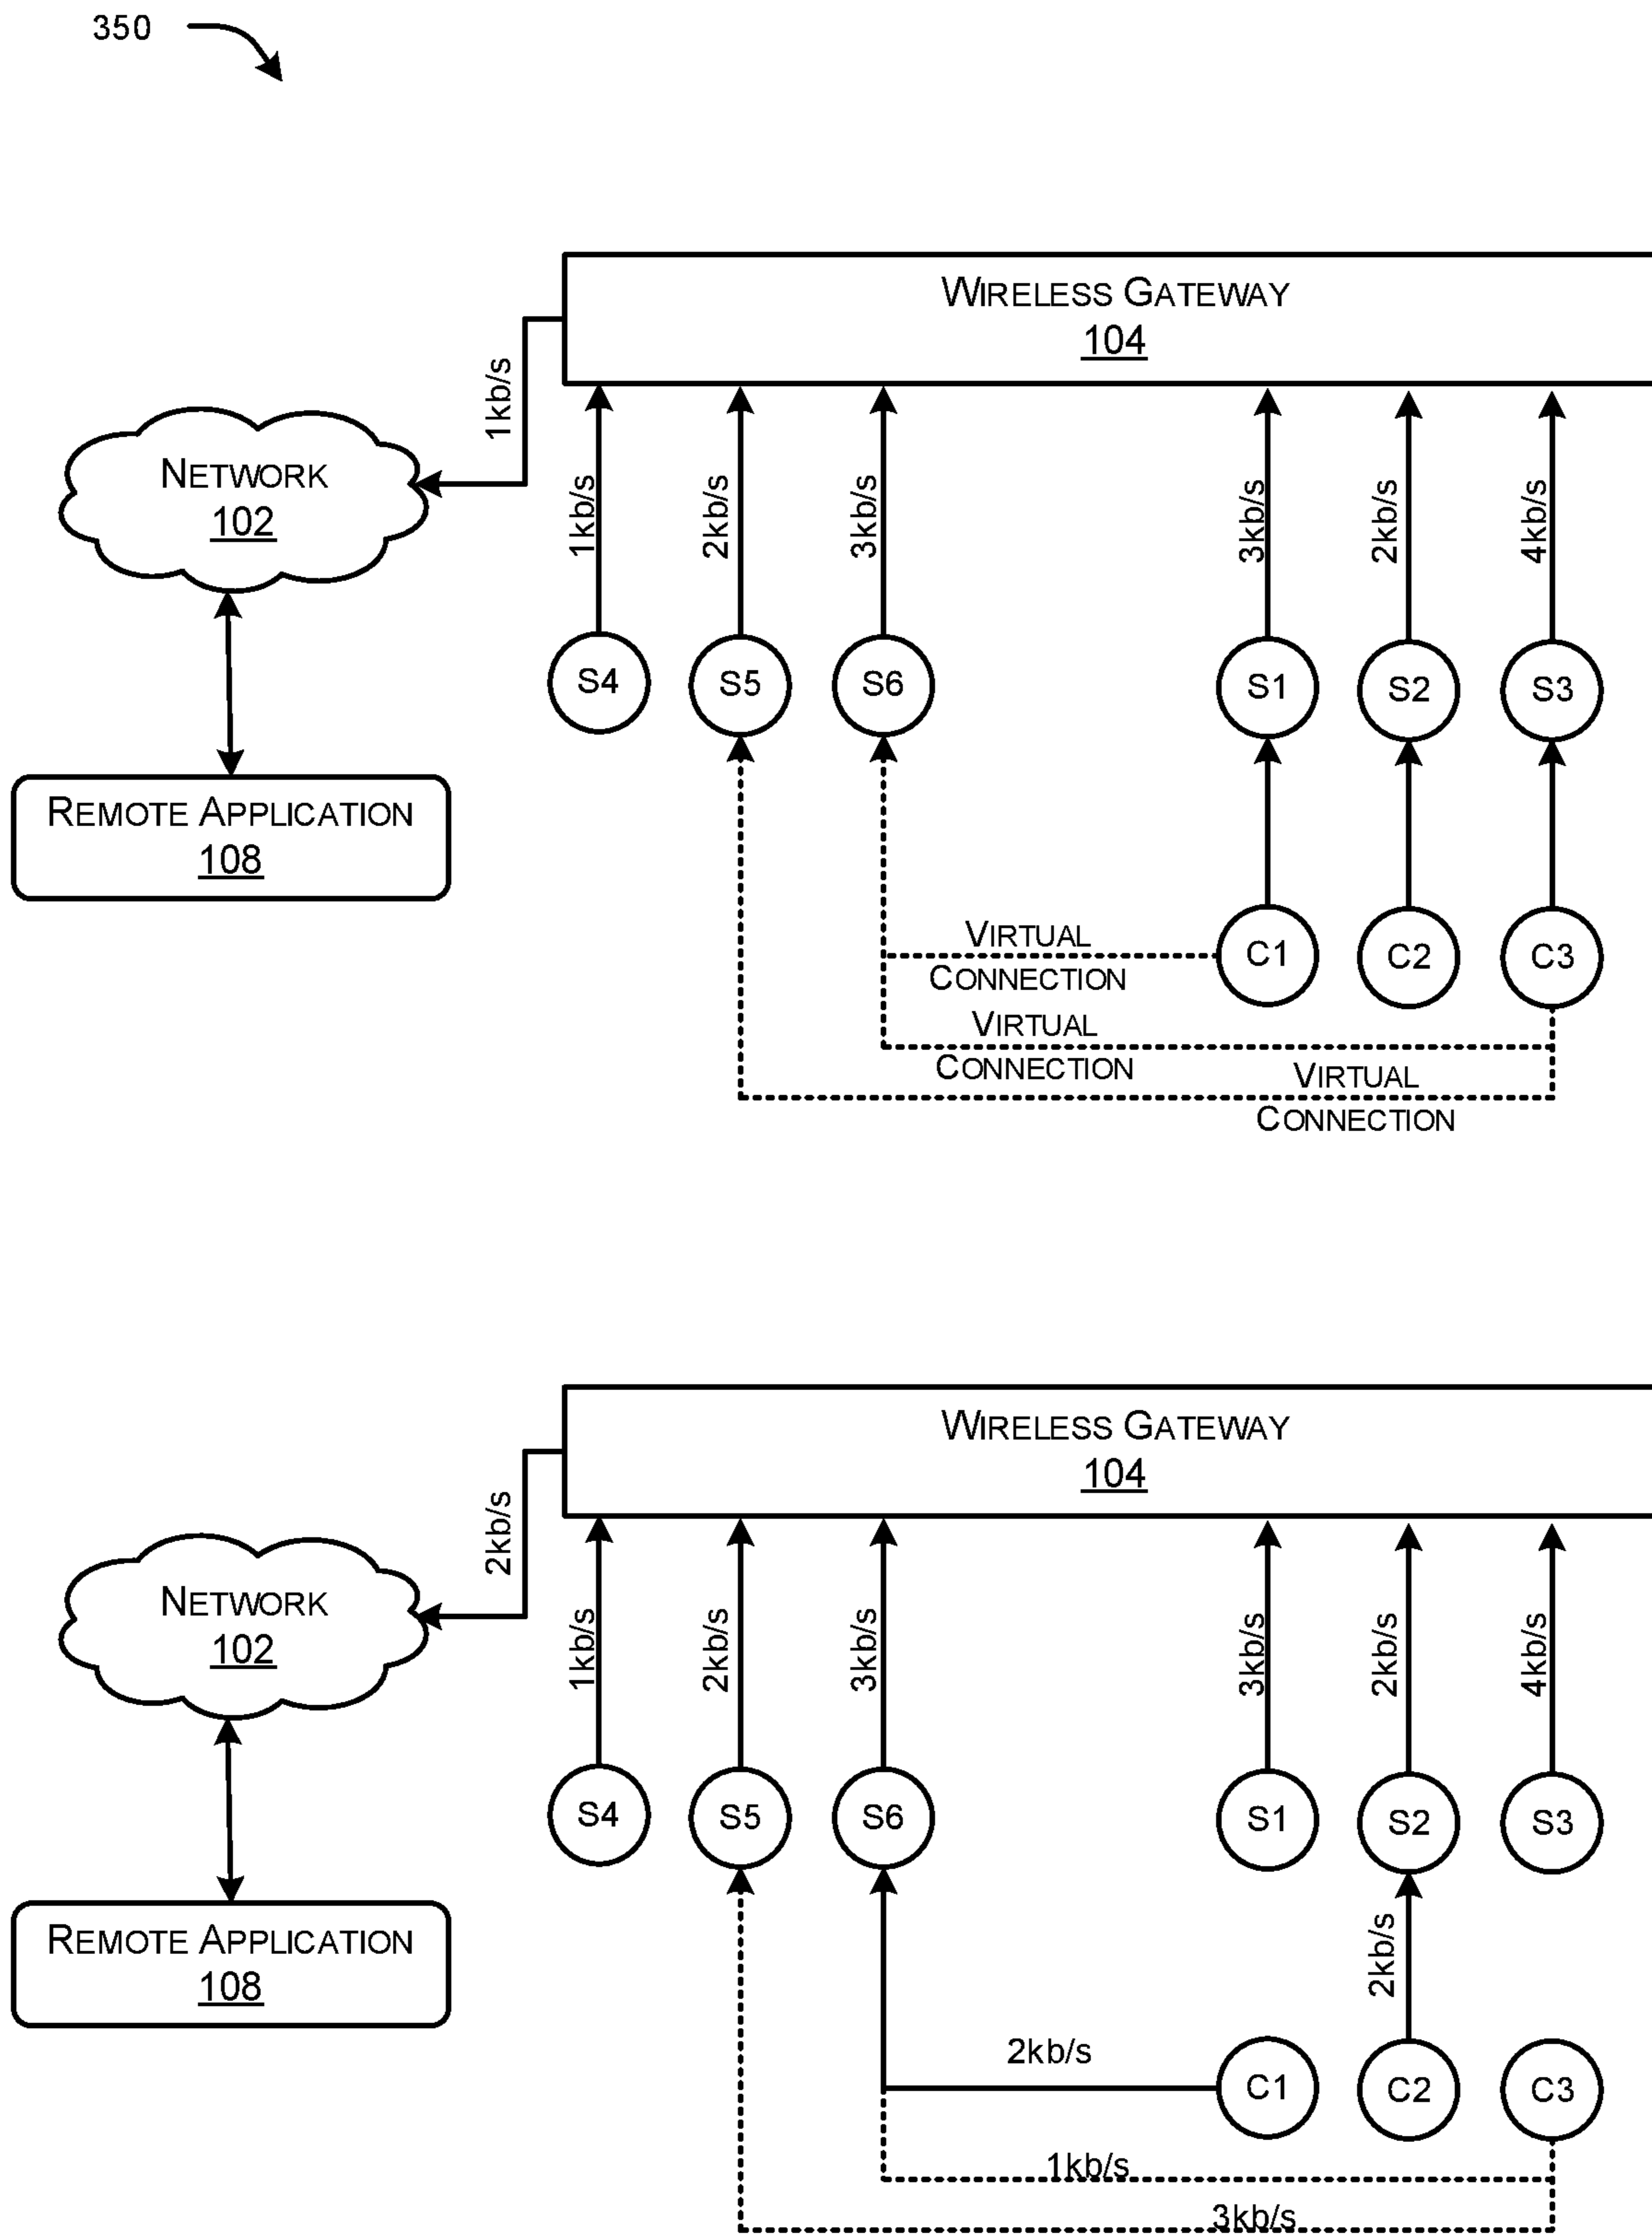 350
WIRELESS GATEWAY
104
1kb/s
NETWORK
102
1kb/s
2kb/s
3kb/s
3kb/s
2kb/s
4kb/s
S4
S5
S6
S1
S2
S3
REMOTE APPLICATION
108
VIRTUAL
CONNECTION
C1
C2
C3
VIRTUAL
CONNECTION
VIRTUAL
CONNECTION
WIRELESS GATEWAY
104
2kb/s
NETWORK
102
1kb/s
2kb/s
3kb/s
3kb/s
2kb/s
4kb/s
S4
S5
S6
S1
S2
S3
REMOTE APPLICATION
108
2kb/s
2kb/s
C1
C2
C3
1kb/s
3kb/s